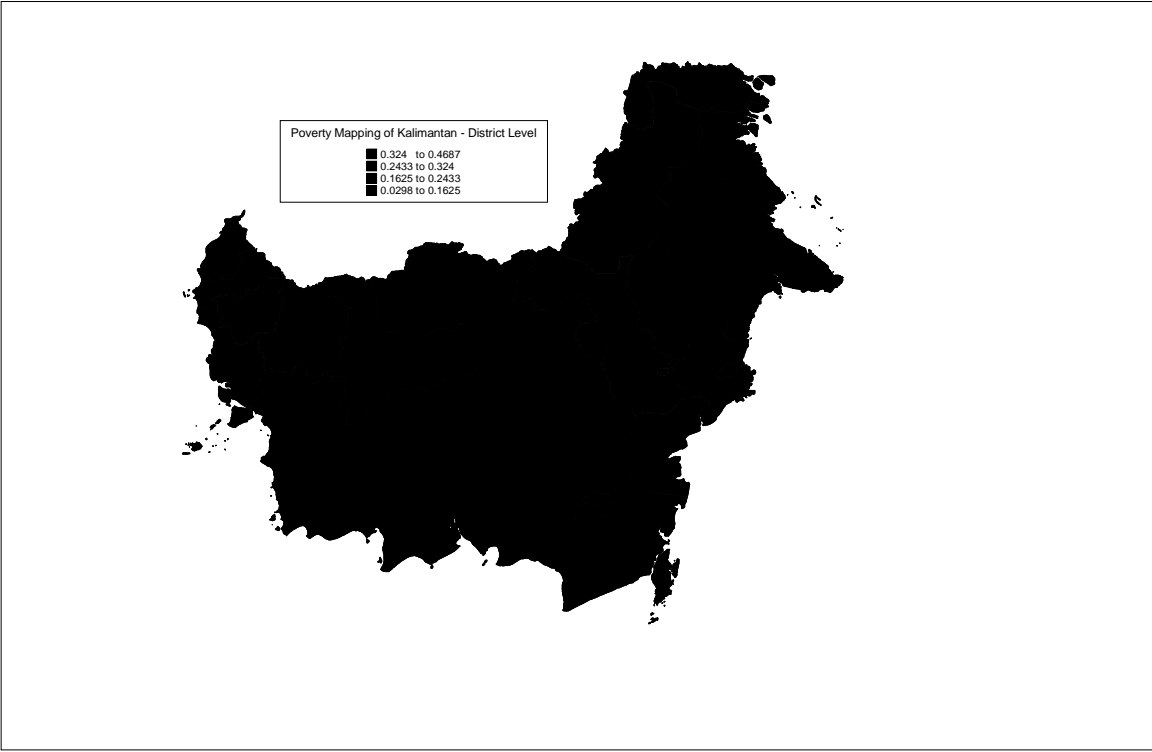 Poverty Mapping of Kalimantan - District Level
0.324 to 0.4687
0.2433 to 0.324
0.1625 to 0.2433
0.0298 to 0.1625